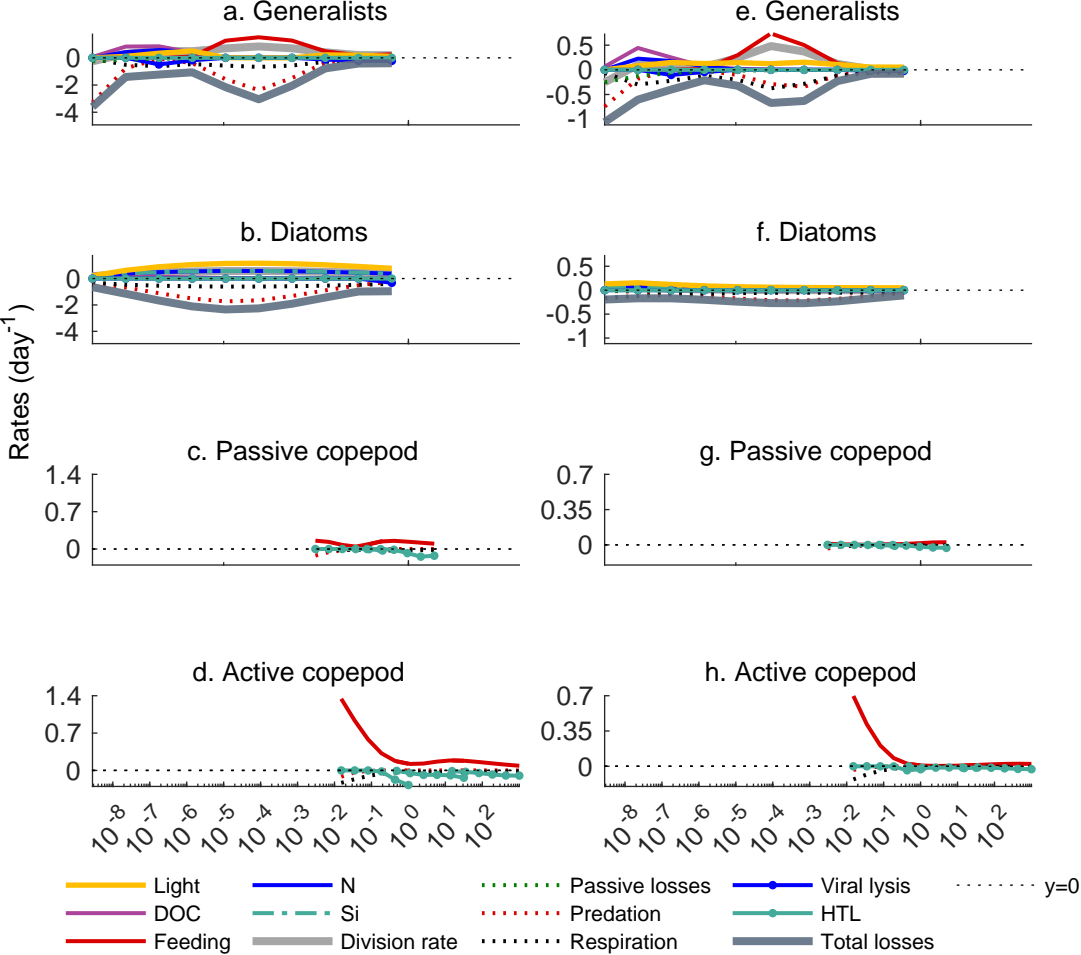 a. Generalists
0
-2
-4
e. Generalists
0.5
0
-0.5
-1
b. Diatoms
0
-2
-4
f. Diatoms
0.5
0
-0.5
-1
Rates (day⁻¹)
c. Passive copepod
1.4
0.7
0
g. Passive copepod
0.7
0.35
0
d. Active copepod
1.4
0.7
0
h. Active copepod
0.7
0.35
0
10⁻⁸ 10⁻⁷ 10⁻⁶ 10⁻⁵ 10⁻⁴ 10⁻³ 10⁻² 10⁻¹ 10⁰ 10¹ 10²
10⁻⁸ 10⁻⁷ 10⁻⁶ 10⁻⁵ 10⁻⁴ 10⁻³ 10⁻² 10⁻¹ 10⁰ 10¹ 10²
Light N Passive losses Viral lysis y=0
DOC Si Predation HTL
Feeding Division rate Respiration Total losses